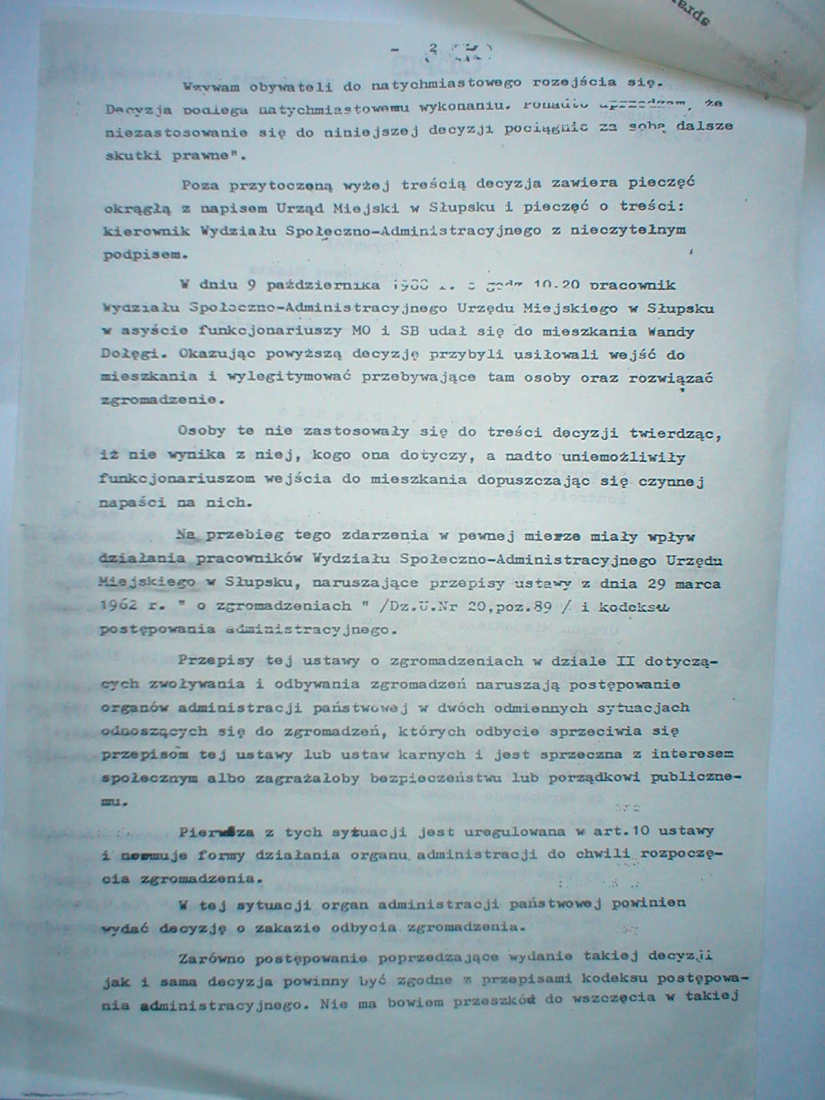 spra
- 2 -
Wzywam obywateli do natychmiastowego rozejścia się.
Decyzja podlega natychmiastowemu wykonaniu. Ponadto uprzedzam, że
niezastosowanie się do niniejszej decyzji pociągnie za sobą dalsze
skutki prawne".
Poza przytoczoną wyżej treścią decyzja zawiera pieczęć
okrągłą z napisem Urząd Miejski w Słupsku i pieczęć o treści:
kierownik Wydziału Społeczno-Administracyjnego z nieczytelnym
podpisem.
W dniu 9 października o godz 10.20 pracownik
Wydziału Społeczno-Administracyjnego Urzędu Miejskiego w Słupsku
w asyście funkcjonariuszy MO i SB udał się do mieszkania Wandy
Dołęgi. Okazując powyższą decyzję przybyli usiłowali wejść do
mieszkania i wylegitymować przebywające tam osoby oraz rozwiązać
zgromadzenie.
Osoby te nie zastosowały się do treści decyzji twierdząc,
iż nie wynika z niej, kogo ona dotyczy, a nadto uniemożliwiły
funkcjonariuszom wejścia do mieszkania dopuszczając się czynnej
napaści na nich.
Na przebieg tego zdarzenia w pewnej mierze miały wpływ
działania pracowników Wydziału Społeczno-Administracyjnego Urzędu
Miejskiego w Słupsku, naruszające przepisy ustawy z dnia 29 marca
1962 r. " o zgromadzeniach " /Dz.U.Nr 20,poz.89 / i kodeksu
postępowania administracyjnego.
Przepisy tej ustawy o zgromadzeniach w dziale II dotyczą-
cych zwoływania i odbywania zgromadzeń naruszają postępowanie
organów administracji państwowej w dwóch odmiennych sytuacjach
odnoszących się do zgromadzeń, których odbycie sprzeciwia się
przepisom tej ustawy lub ustaw karnych i jest sprzeczna z interesem
społecznym albo zagrażałoby bezpieczeństwu lub porządkowi publiczne-
mu.
Pierwsza z tych sytuacji jest uregulowana w art.10 ustawy
i normuje formy działania organu administracji do chwili rozpoczę-
cia zgromadzenia.
W tej sytuacji organ administracji państwowej powinien
wydać decyzję o zakazie odbycia zgromadzenia.
Zarówno postępowanie poprzedzające wydanie takiej decyzji
jak i sama decyzja powinny być zgodne z przepisami kodeksu postępowa-
nia administracyjnego. Nie ma bowiem przeszkód do wszczęcia w takiej